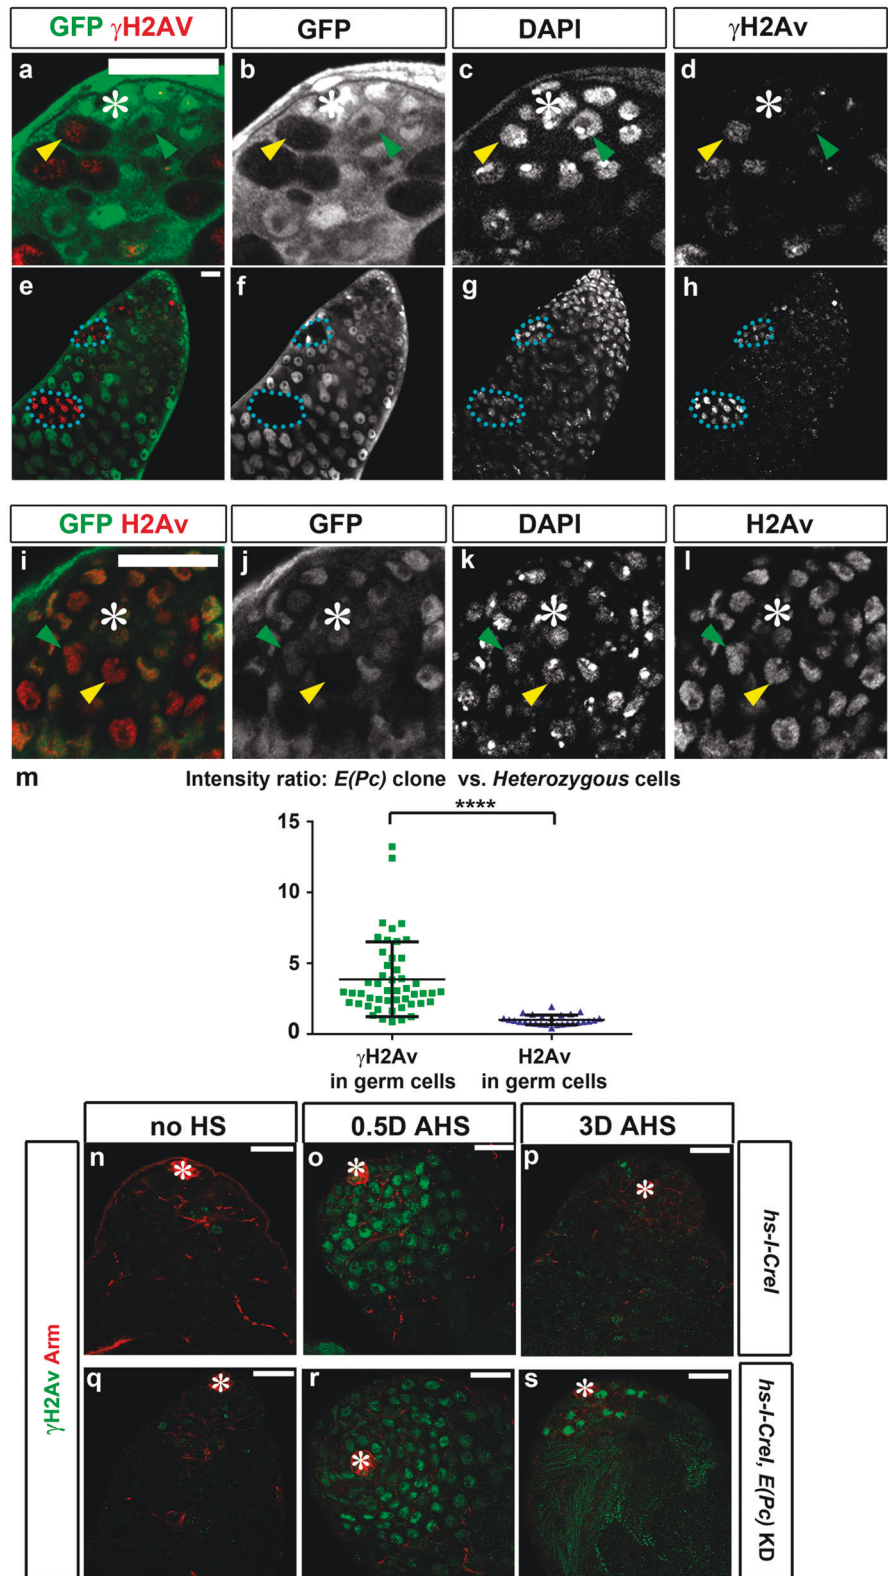 GFP γH2AV
GFP
DAPI
γH2Av
a
b
c
d
*
*
*
*
e
f
g
h
GFP H2Av
GFP
DAPI
H2Av
i
j
k
l
*
*
*
*
m
Intensity ratio: E(Pc) clone vs. Heterozygous cells
****
15
10
5
0
γH2Av
in germ cells
H2Av
in germ cells
no HS
0.5D AHS
3D AHS
n
o
p
*
*
*
hs-I-CreI
γH2Av Arm
q
r
s
*
*
*
hs-I-CreI, E(Pc) KD